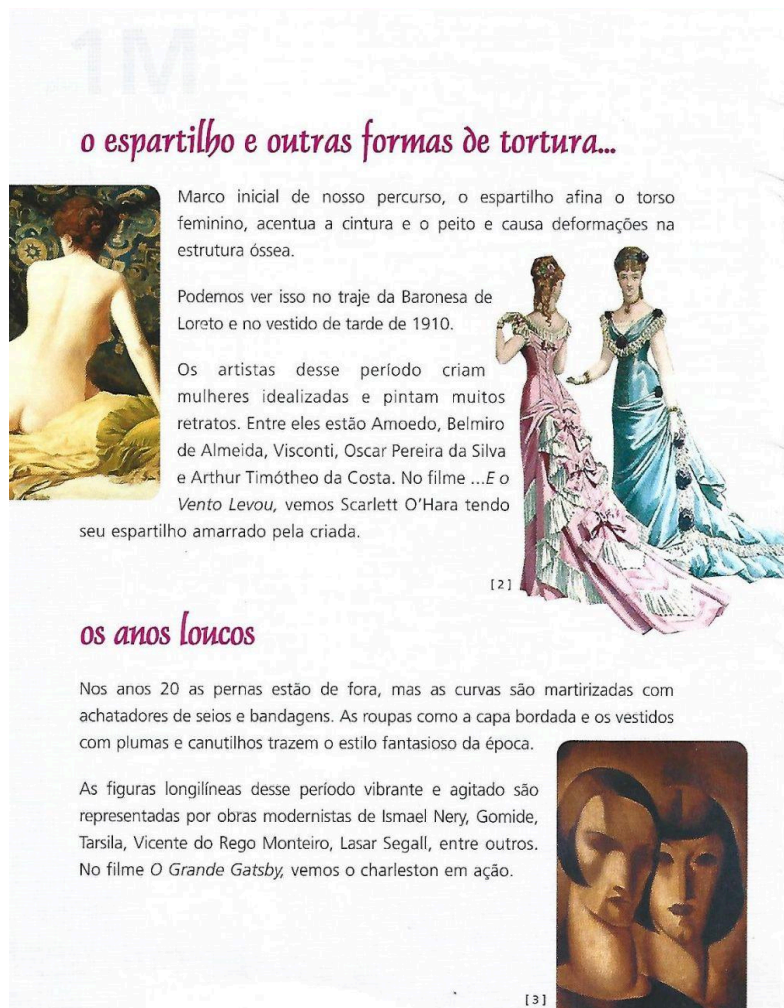 1M
o espartilho e outras formas de tortura...
Marco inicial de nosso percurso, o espartilho afina o torso
feminino, acentua a cintura e o peito e causa deformações na
estrutura óssea.
Podemos ver isso no traje da Baronesa de
Loreto e no vestido de tarde de 1910.
Os artistas desse período criam
mulheres idealizadas e pintam muitos
retratos. Entre eles estão Amoedo, Belmiro
de Almeida, Visconti, Oscar Pereira da Silva
e Arthur Timótheo da Costa. No filme ...E o
Vento Levou, vemos Scarlett O'Hara tendo
seu espartilho amarrado pela criada.
[2]
os anos loucos
Nos anos 20 as pernas estão de fora, mas as curvas são martirizadas com
achatadores de seios e bandagens. As roupas como a capa bordada e os vestidos
com plumas e canutilhos trazem o estilo fantasioso da época.
As figuras longilíneas desse período vibrante e agitado são
representadas por obras modernistas de Ismael Nery, Gomide,
Tarsila, Vicente do Rego Monteiro, Lasar Segall, entre outros.
No filme O Grande Gatsby, vemos o charleston em ação.
[3]